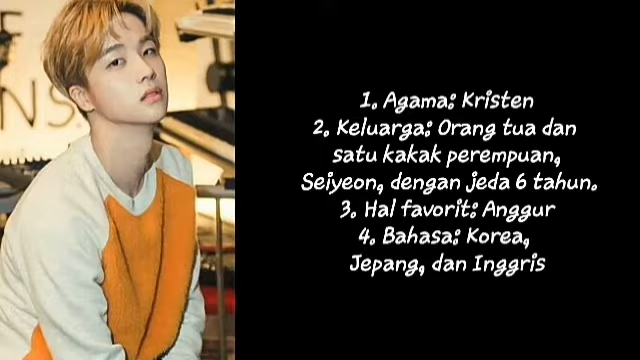 NS
1. Agama: Kristen
2. Keluarga: Orang tua dan
satu kakak perempuan,
Seiyeon, dengan jeda 6 tahun.
3. Hal favorit: Anggur
4. Bahasa: Korea,
Jepang, dan Inggris